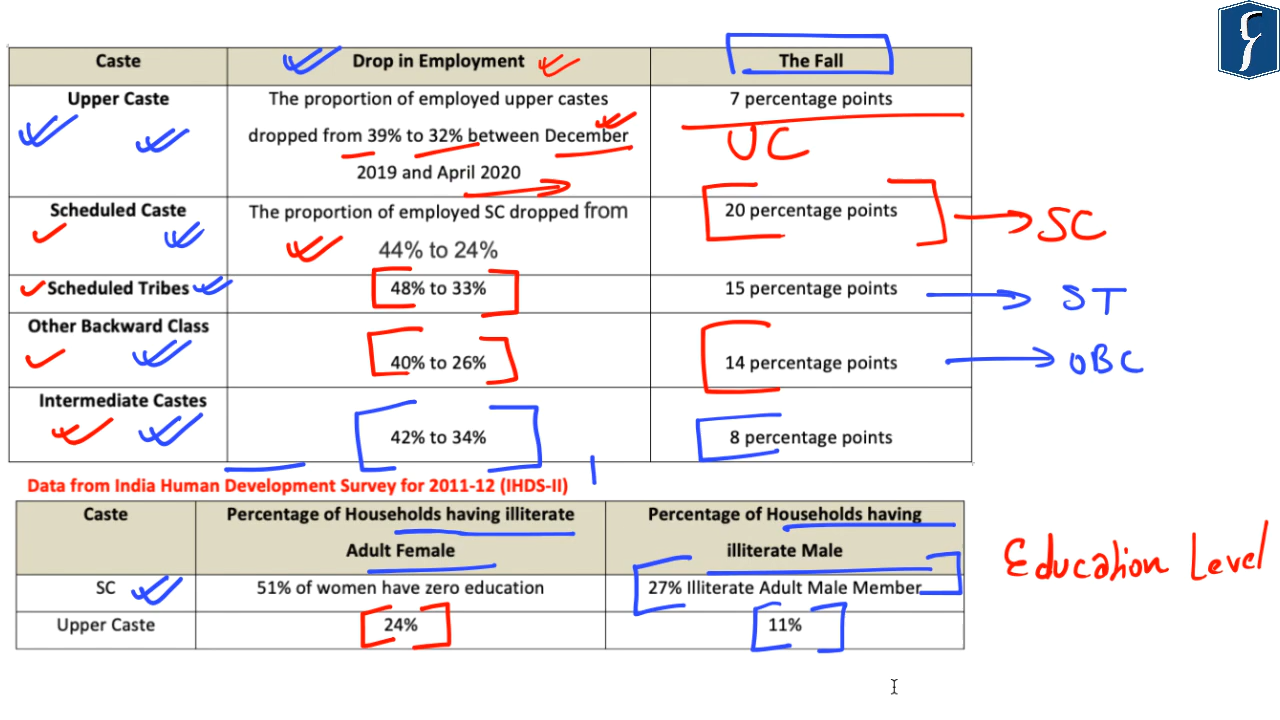 Caste Drop in Employment The Fall
Upper Caste The proportion of employed upper castes 7 percentage points
dropped from 39% to 32% between December UC
2019 and April 2020
Scheduled Caste The proportion of employed SC dropped from 20 percentage points SC
44% to 24%
Scheduled Tribes 48% to 33% 15 percentage points ST
Other Backward Class
40% to 26% 14 percentage points OBC
Intermediate Castes
42% to 34% 8 percentage points
Data from India Human Development Survey for 2011-12 (IHDS-II)
Caste Percentage of Households having illiterate Percentage of Households having
Adult Female illiterate Male
Education Level
SC 51% of women have zero education 27% Illiterate Adult Male Member
Upper Caste 24% 11%